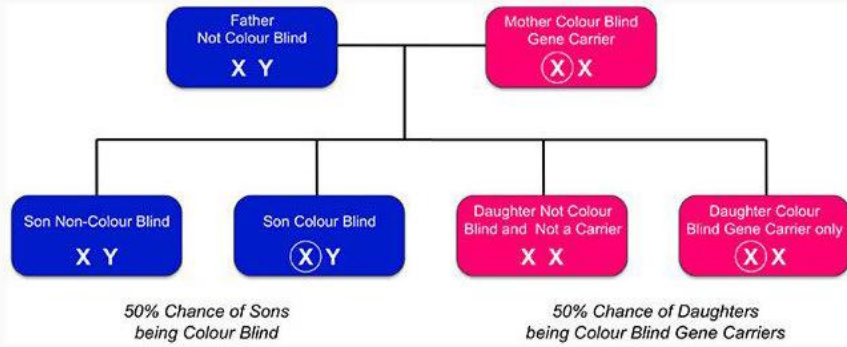 Father
Not Colour Blind
X Y
Mother Colour Blind
Gene Carrier
X X
Son Non-Colour Blind
X Y
Son Colour Blind
X Y
Daughter Not Colour
Blind and Not a Carrier
X X
Daughter Colour
Blind Gene Carrier only
X X
50% Chance of Sons
being Colour Blind
50% Chance of Daughters
being Colour Blind Gene Carriers